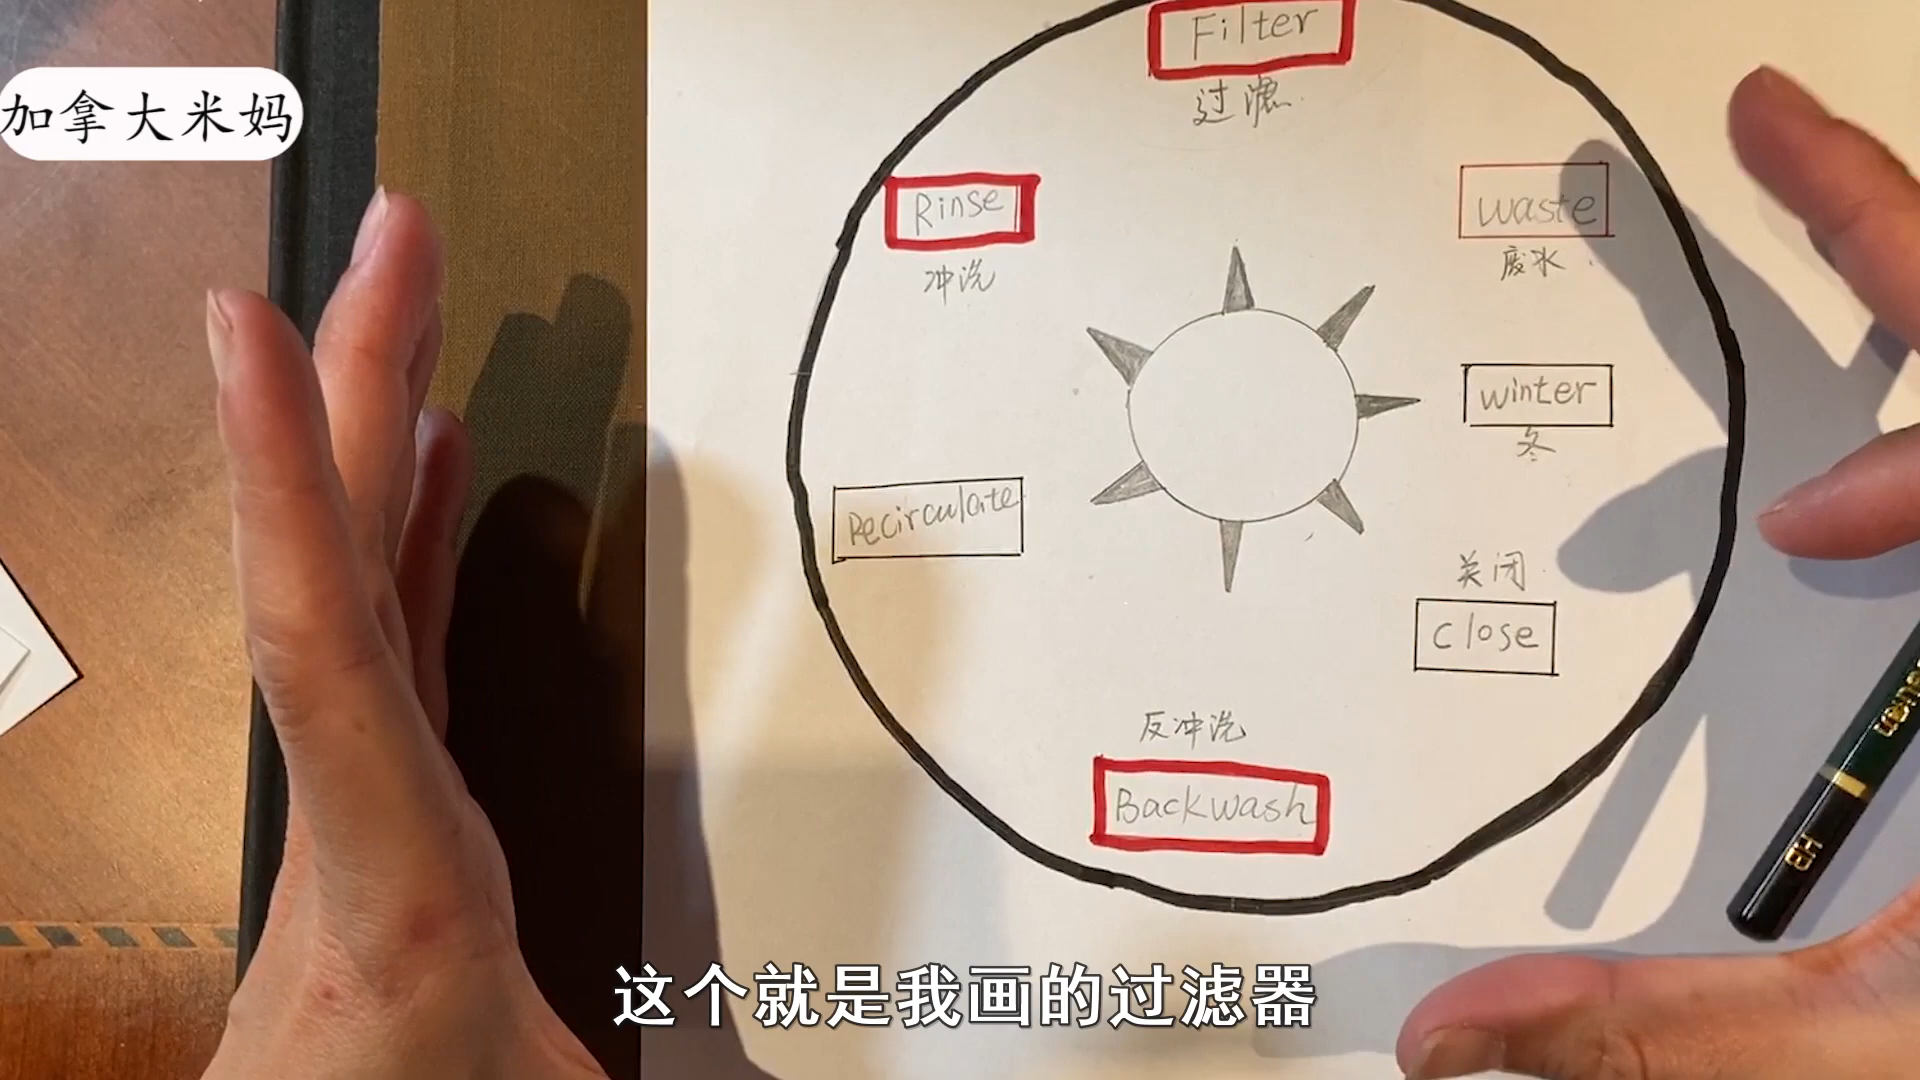 Filter
过滤
加拿大米妈
Rinse
冲洗
waste
废水
winter
冬
Recirculate
关闭
close
反冲洗
Backwash
HB
这个就是我画的过滤器